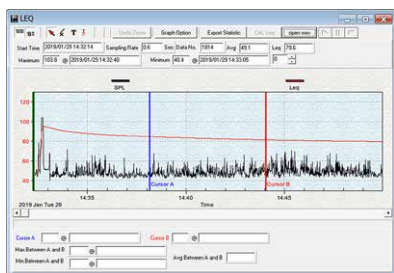 LEQ
Undo Zoom Graph Option Export Statistic CAL Leq open wav
Start Time 2019/01/29 14:32:14 Sampling Rate 0.6 Sec Data No. 1814 Avg 49.1 Leq 79.6
Maximum 103.8 @ 2019/01/29 14:32:40 Minimum 40.4 @ 2019/01/29 14:33:05 0
SPL Leq
120
100
80
60
40
Cursor A Cursor B
14:35 14:40 14:45
2019 Jan Tue 29 Time
Cursor A @ Cursor B @
Max Between A and B @
Min Between A and B @ Avg Between A and B